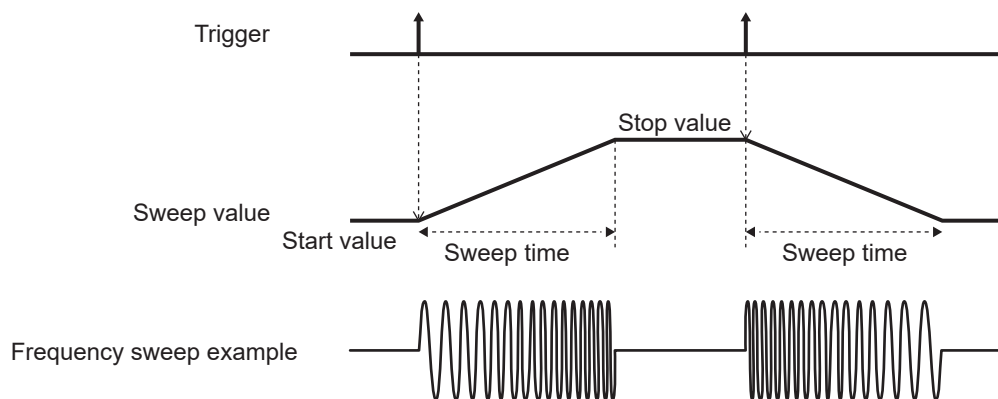 Trigger
Stop value
Sweep value
Start value
Sweep time
Sweep time
Frequency sweep example